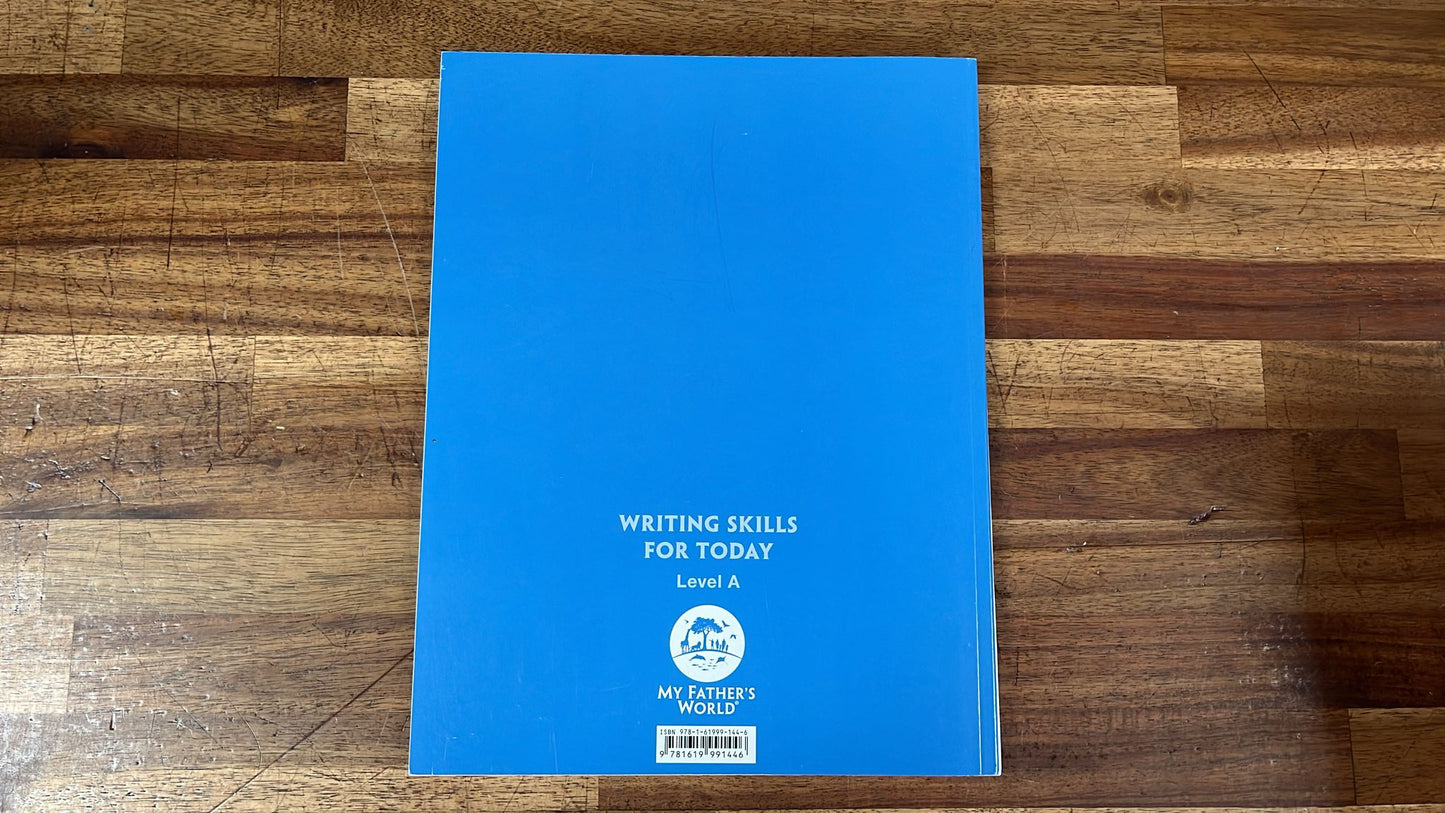 WRITING SKILLS
FOR TODAY
Level A
MY FATHER'S
WORLD®
ISBN 978-1-61999-144-6
9 781619 991446